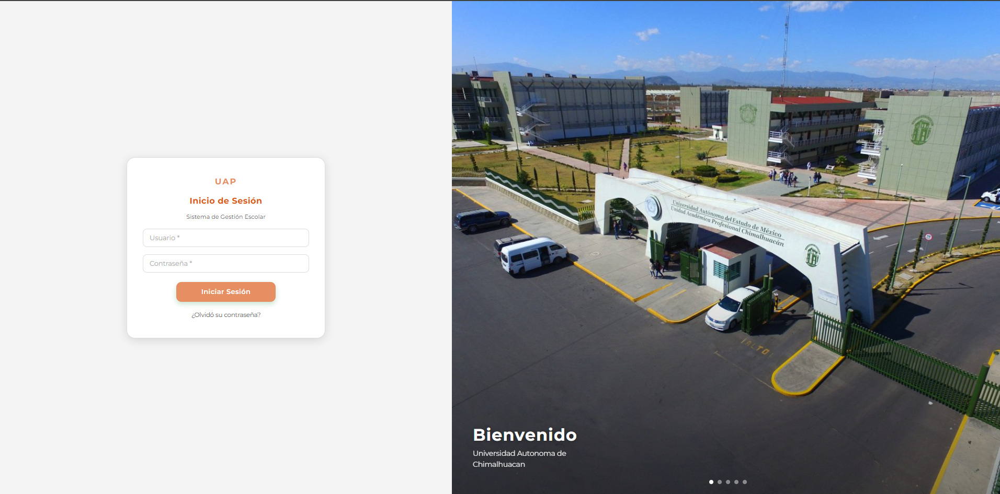 UAP
Inicio de Sesión
Sistema de Gestión Escolar
Usuario *
Contraseña *
Iniciar Sesión
¿Olvidó su contraseña?
Universidad Autónoma del Estado de México
Unidad Académica Profesional Chimalhuacán
ALTO
Bienvenido
Universidad Autonoma de
Chimalhuacan